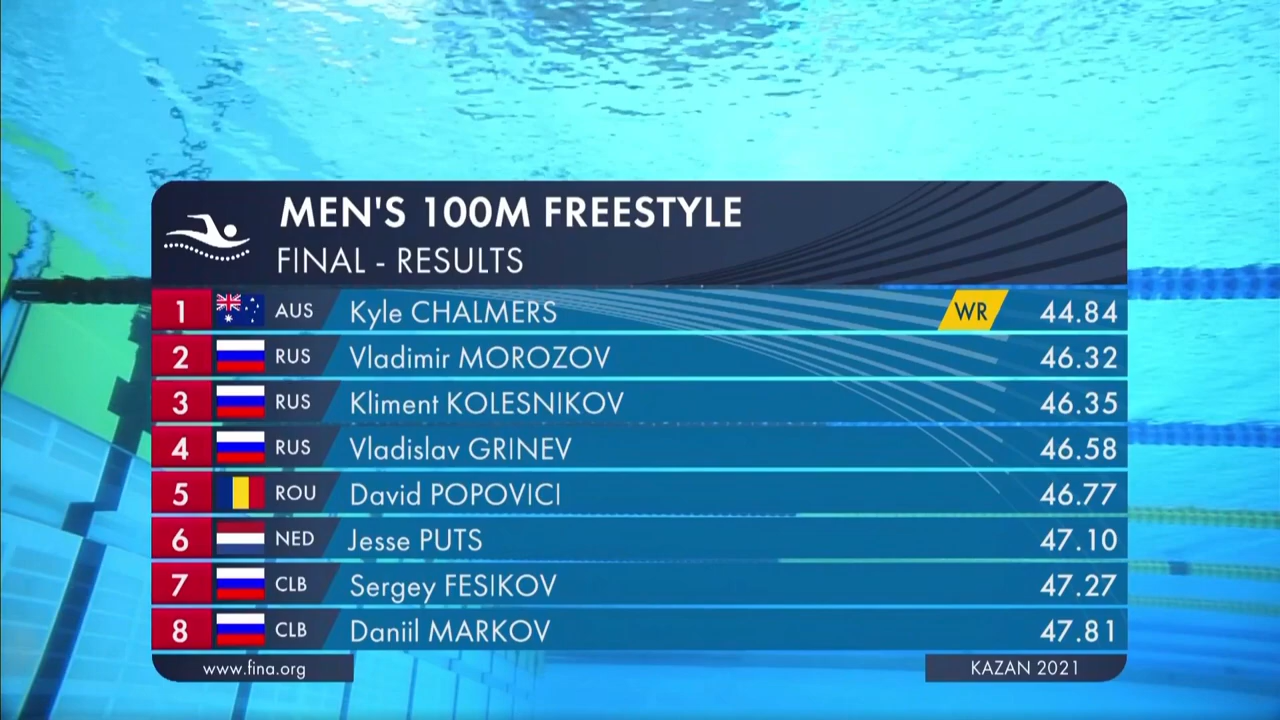 MEN'S 100M FREESTYLE
FINAL - RESULTS
1 AUS Kyle CHALMERS WR 44.84
2 RUS Vladimir MOROZOV 46.32
3 RUS Kliment KOLESNIKOV 46.35
4 RUS Vladislav GRINEV 46.58
5 ROU David POPOVICI 46.77
6 NED Jesse PUTS 47.10
7 CLB Sergey FESIKOV 47.27
8 CLB Daniil MARKOV 47.81
www.fina.org KAZAN 2021